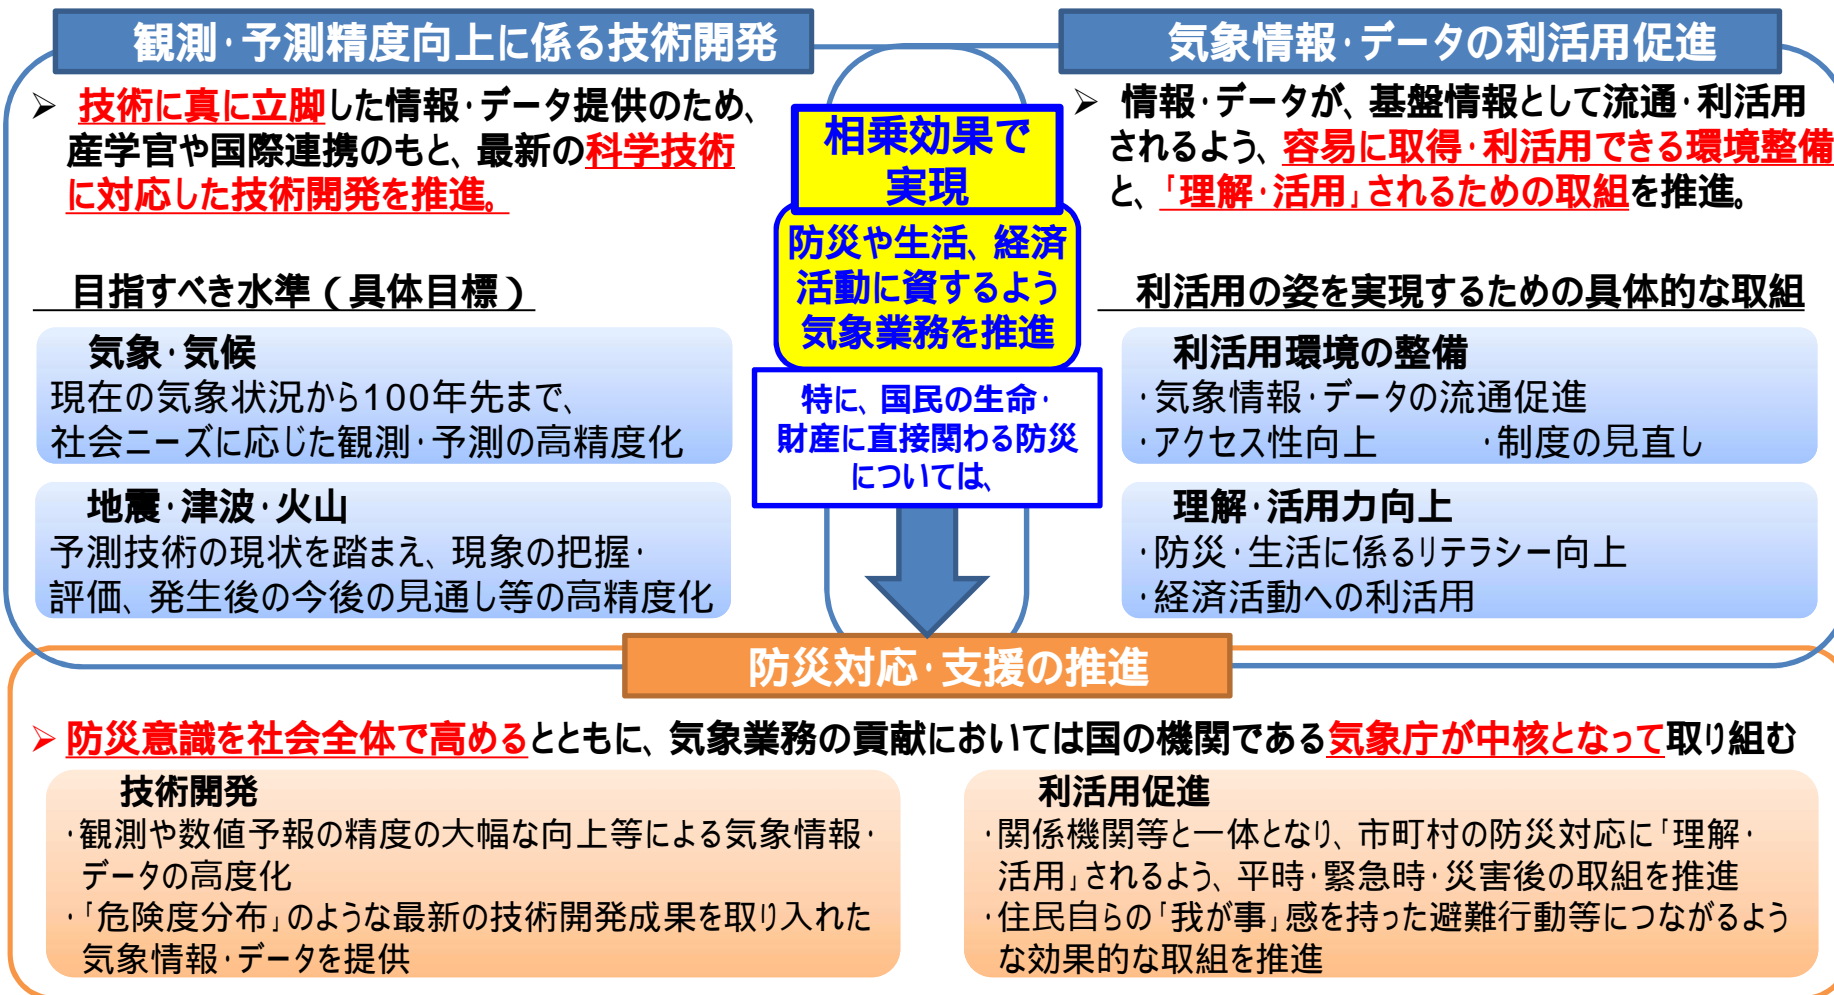 観測・予測精度向上に係る技術開発
➢ 技術に真に立脚した情報・データ提供のため、
産学官や国際連携のもと、最新の科学技術
に対応した技術開発を推進。
目指すべき水準（具体目標）
気象・気候
現在の気象状況から100年先まで、
社会ニーズに応じた観測・予測の高精度化
地震・津波・火山
予測技術の現状を踏まえ、現象の把握・
評価、発生後の今後の見通し等の高精度化
相乗効果で
実現
防災や生活、経済
活動に資するよう
気象業務を推進
特に、国民の生命・
財産に直接関わる防災
については、
気象情報・データの利活用促進
➢ 情報・データが、基盤情報として流通・利活用
されるよう、容易に取得・利活用できる環境整備
と、「理解・活用」されるための取組を推進。
利活用の姿を実現するための具体的な取組
利活用環境の整備
・気象情報・データの流通促進
・アクセス性向上 ・制度の見直し
理解・活用力向上
・防災・生活に係るリテラシー向上
・経済活動への利活用
防災対応・支援の推進
➢ 防災意識を社会全体で高めるとともに、気象業務の貢献においては国の機関である気象庁が中核となって取り組む
技術開発
・観測や数値予報の精度の大幅な向上等による気象情報・
データの高度化
・「危険度分布」のような最新の技術開発成果を取り入れた
気象情報・データを提供
利活用促進
・関係機関等と一体となり、市町村の防災対応に「理解・
活用」されるよう、平時・緊急時・災害後の取組を推進
・住民自らの「我が事」感を持った避難行動等につながるよう
な効果的な取組を推進